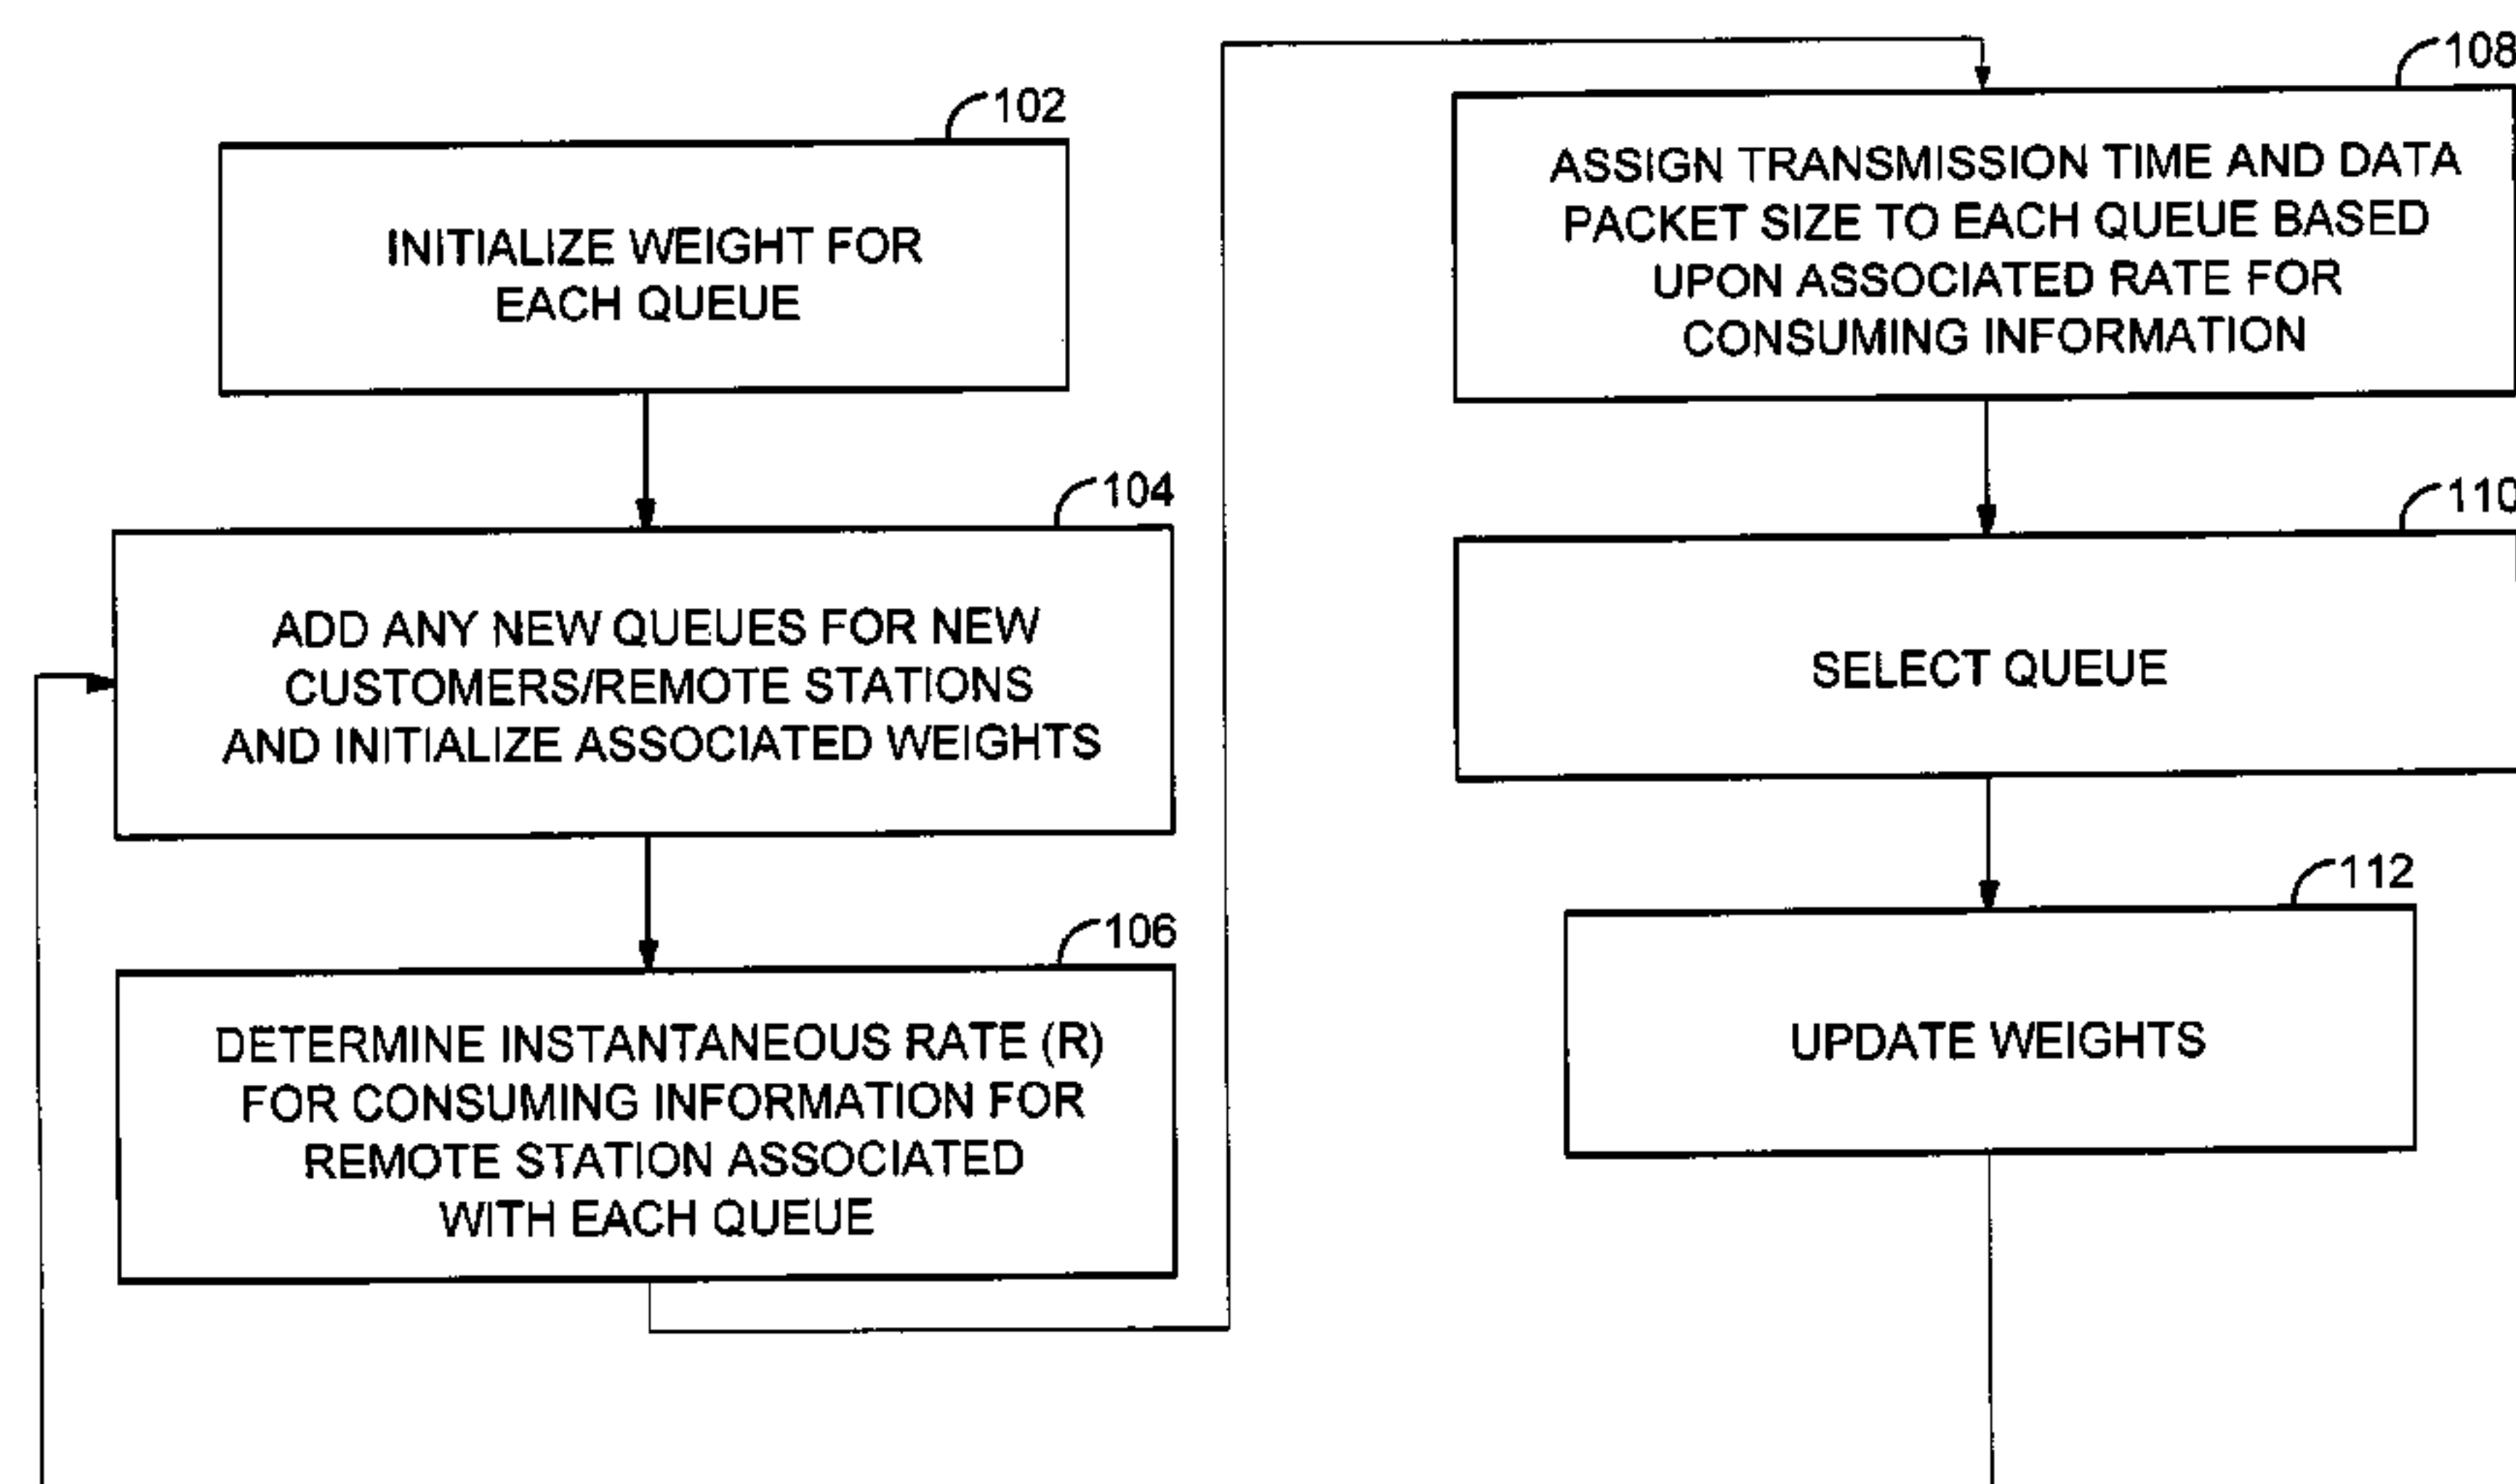 102
INITIALIZE WEIGHT FOR
EACH QUEUE
104
ADD ANY NEW QUEUES FOR NEW
CUSTOMERS/REMOTE STATIONS
AND INITIALIZE ASSOCIATED WEIGHTS
106
DETERMINE INSTANTANEOUS RATE (R)
FOR CONSUMING INFORMATION FOR
REMOTE STATION ASSOCIATED
WITH EACH QUEUE
108
ASSIGN TRANSMISSION TIME AND DATA
PACKET SIZE TO EACH QUEUE BASED
UPON ASSOCIATED RATE FOR
CONSUMING INFORMATION
110
SELECT QUEUE
112
UPDATE WEIGHTS